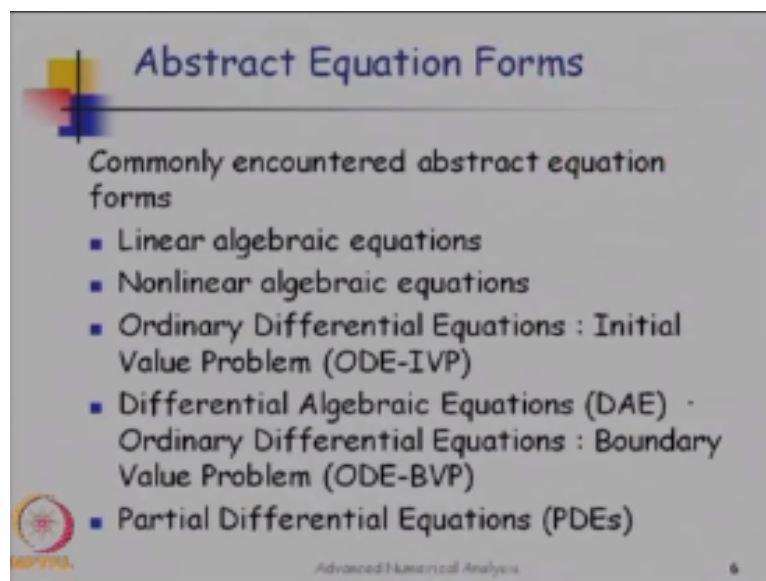 Abstract Equation Forms
Commonly encountered abstract equation
forms
Linear algebraic equations
Nonlinear algebraic equations
Ordinary Differential Equations : Initial
Value Problem (ODE-IVP)
Differential Algebraic Equations (DAE)
Ordinary Differential Equations : Boundary
Value Problem (ODE-BVP)
Partial Differential Equations (PDEs)
NPTEL
Advanced Numerical Analysis
6